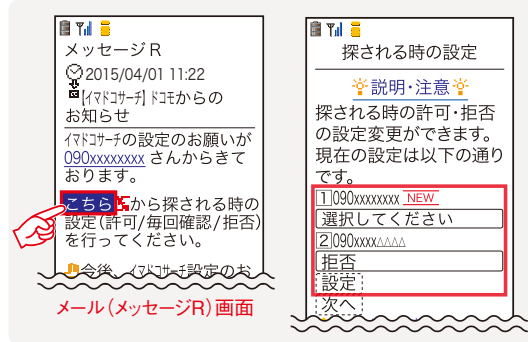 メッセージR
2015/04/01 11:22
【イマドコサーチ】ドコモからの
お知らせ
イマドコサーチの設定のお願いが
090xxxxxxxx さんからきて
おります。
こちらから探される時の
設定(許可/毎回確認/拒否)
を行ってください。
今後、イマドコサーチ設定のお
メール(メッセージR)画面
探される時の設定
説明・注意
探される時の許可・拒否
の設定変更ができます。
現在の設定は以下の通り
です。
1 090xxxxxxxx NEW
選択してください
2 090xxxx△△△△
拒否
設定
次へ